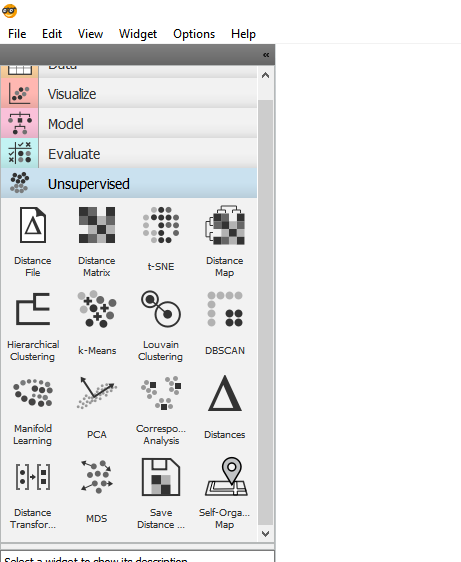 File Edit View Widget Options Help
«
Data
Visualize
Model
Evaluate
Unsupervised
Distance File
Distance Matrix
t-SNE
Distance Map
Hierarchical Clustering
k-Means
Louvain Clustering
DBSCAN
Manifold Learning
PCA
Correspo... Analysis
Distances
Distance Transfor...
MDS
Save Distance ...
Self-Orga... Map
Select a widget to show its description.